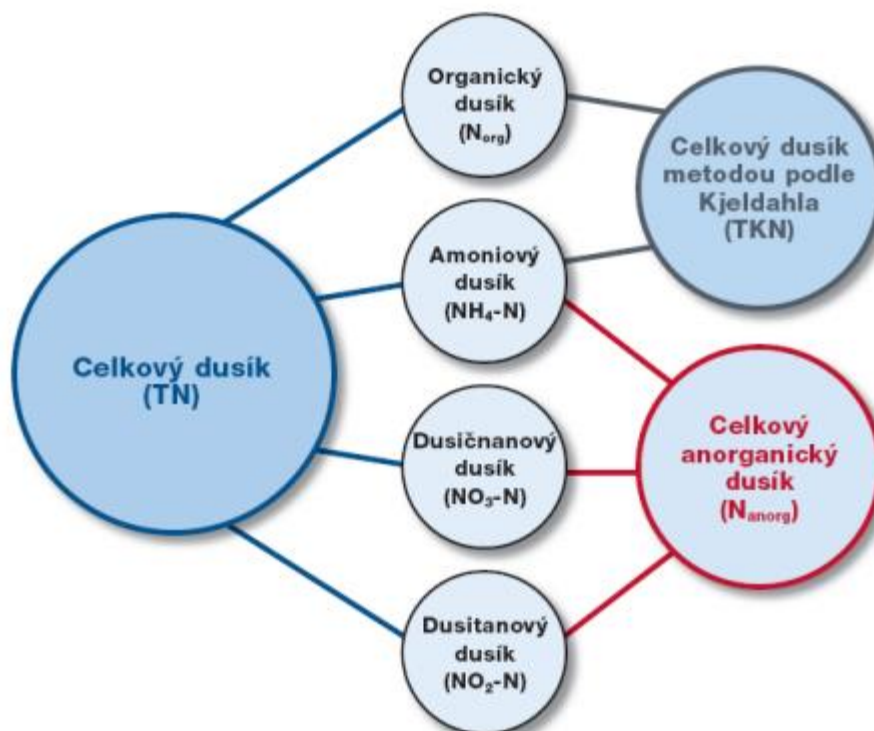 Organický
dusík
(Norg)
Celkový dusík
metodou podle
Kjeldahla
(TKN)
Amoniový
dusík
(NH₄-N)
Celkový dusík
(TN)
Dusičnanový
dusík
(NO₃-N)
Celkový
anorganický
dusík
(Nanorg)
Dusitanový
dusík
(NO₂-N)